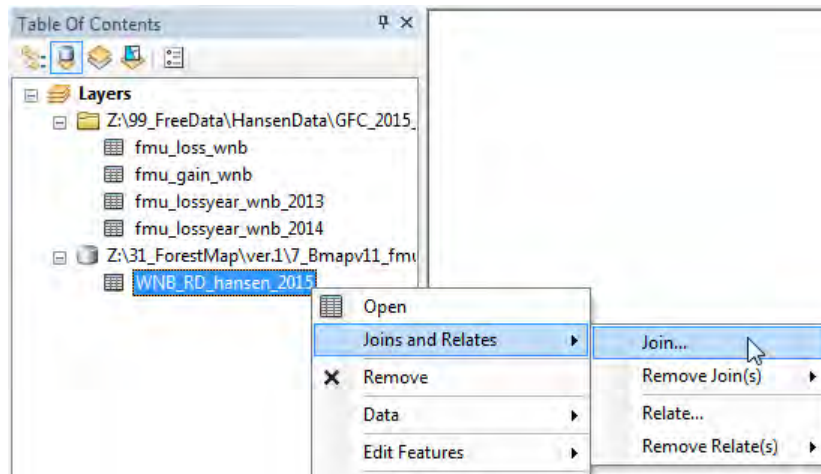 Table Of Contents
Layers
Z:\99_FreeData\HansenData\GFC_2015_
fmu_loss_wnb
fmu_gain_wnb
fmu_lossyear_wnb_2013
fmu_lossyear_wnb_2014
Z:\31_ForestMap\ver.1\7_Bmapv11_fmu
WNB_RD_hansen_2015
Open
Joins and Relates
Remove
Data
Edit Features
Join...
Remove Join(s)
Relate...
Remove Relate(s)